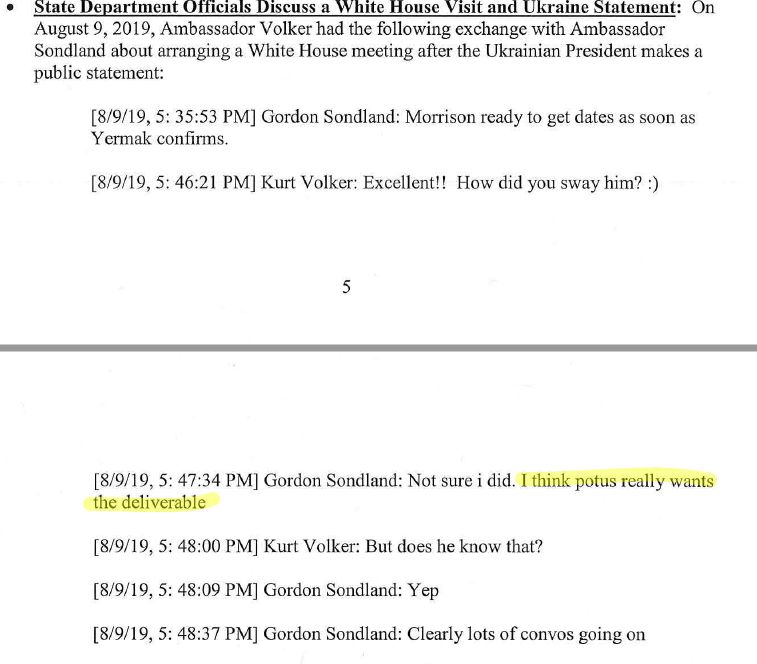 • State Department Officials Discuss a White House Visit and Ukraine Statement: On
August 9, 2019, Ambassador Volker had the following exchange with Ambassador
Sondland about arranging a White House meeting after the Ukrainian President makes a
public statement:
[8/9/19, 5: 35:53 PM] Gordon Sondland: Morrison ready to get dates as soon as
Yermak confirms.
[8/9/19, 5: 46:21 PM] Kurt Volker: Excellent!! How did you sway him? :)
5
[8/9/19, 5: 47:34 PM] Gordon Sondland: Not sure i did. I think potus really wants
the deliverable
[8/9/19, 5: 48:00 PM] Kurt Volker: But does he know that?
[8/9/19, 5: 48:09 PM] Gordon Sondland: Yep
[8/9/19, 5: 48:37 PM] Gordon Sondland: Clearly lots of convos going on